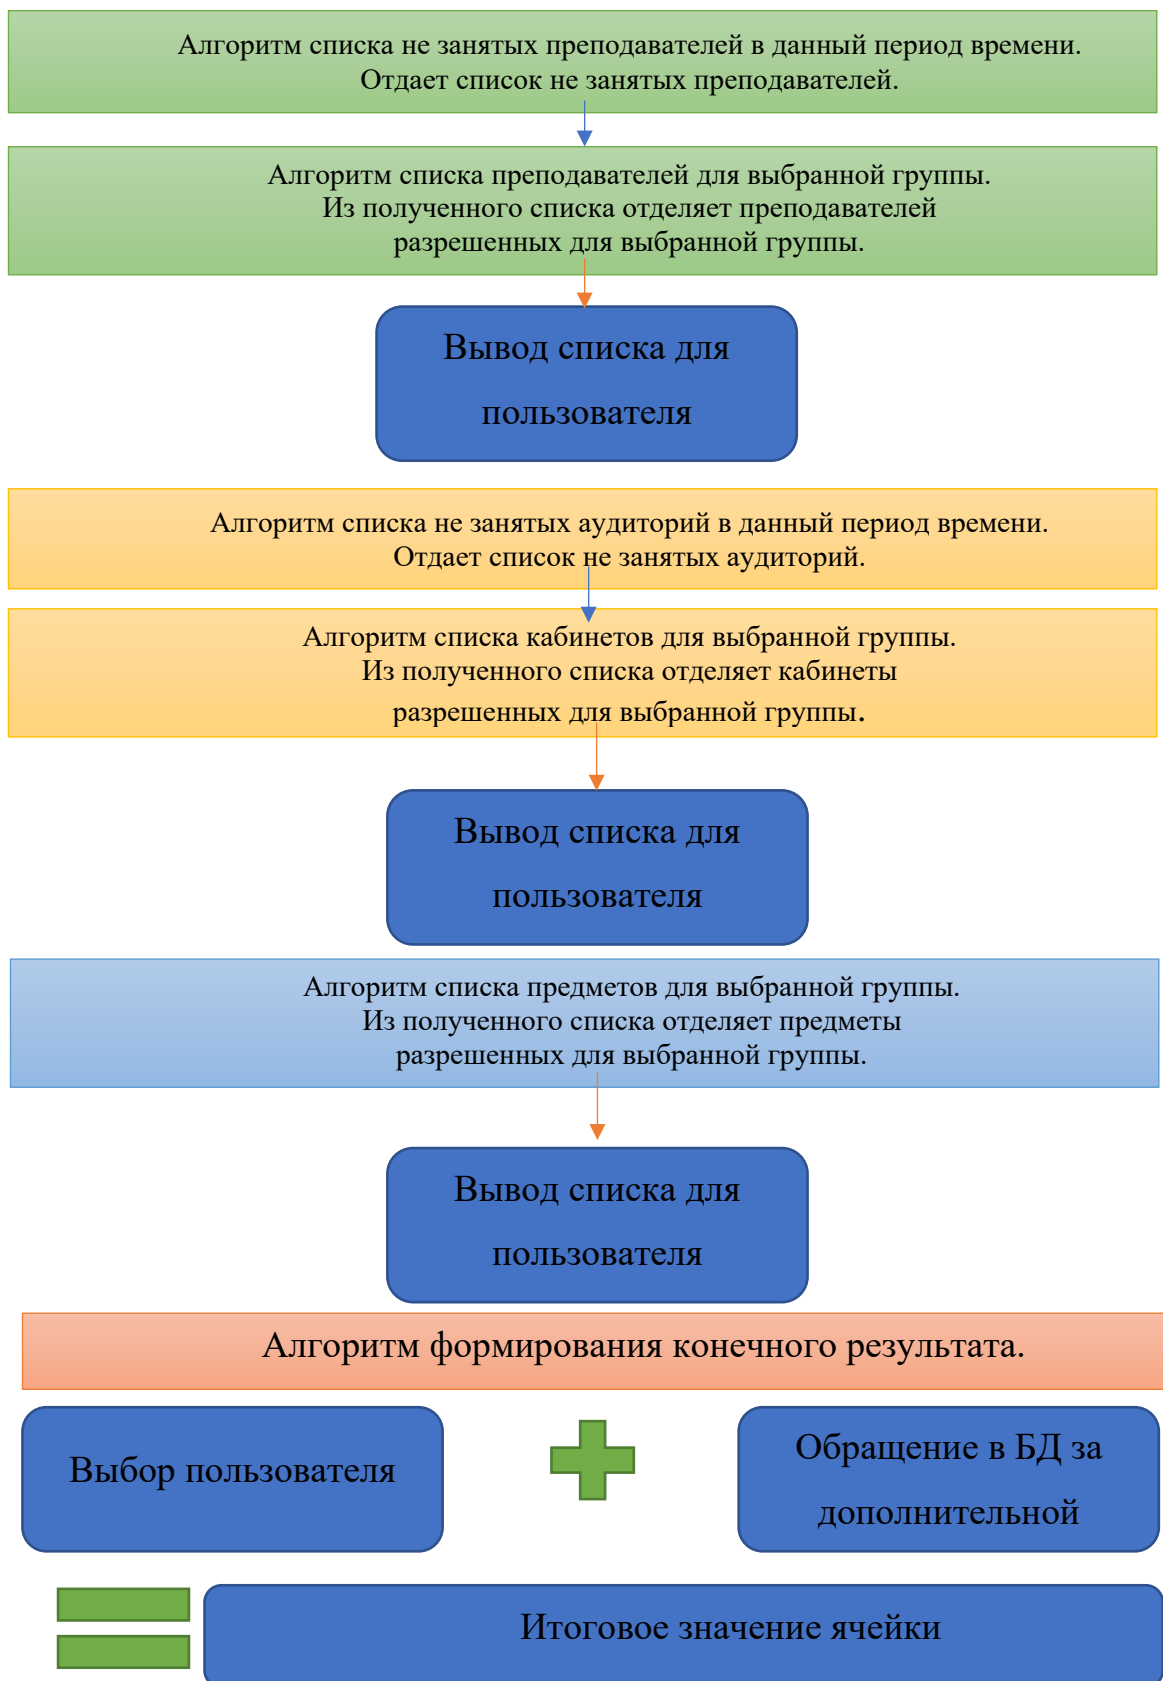 Алгоритм списка не занятых преподавателей в данный период времени.
Отдает список не занятых преподавателей.
Алгоритм списка преподавателей для выбранной группы.
Из полученного списка отделяет преподавателей
разрешенных для выбранной группы.
Вывод списка для
пользователя
Алгоритм списка не занятых аудиторий в данный период времени.
Отдает список не занятых аудиторий.
Алгоритм списка кабинетов для выбранной группы.
Из полученного списка отделяет кабинеты
разрешенных для выбранной группы.
Вывод списка для
пользователя
Алгоритм списка предметов для выбранной группы.
Из полученного списка отделяет предметы
разрешенных для выбранной группы.
Вывод списка для
пользователя
Алгоритм формирования конечного результата.
Выбор пользователя
Обращение в БД за
дополнительной
Итоговое значение ячейки